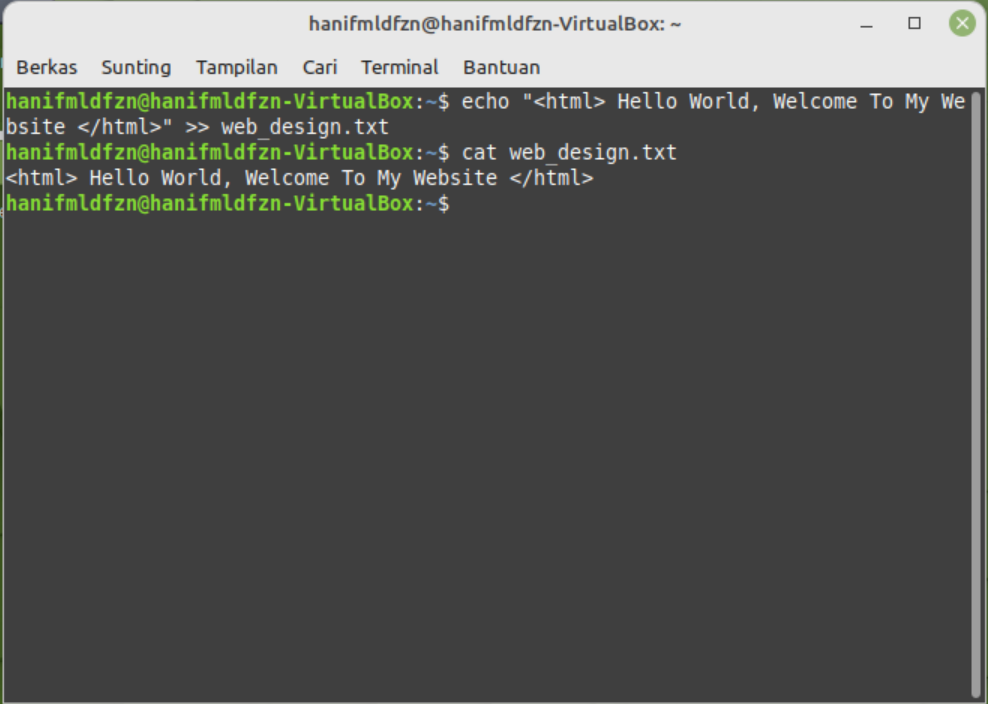 hanifmldfzn@hanifmldfzn-VirtualBox: ~
Berkas Sunting Tampilan Cari Terminal Bantuan
hanifmldfzn@hanifmldfzn-VirtualBox:~$ echo "<html> Hello World, Welcome To My We
bsite </html>" >> web_design.txt
hanifmldfzn@hanifmldfzn-VirtualBox:~$ cat web_design.txt
<html> Hello World, Welcome To My Website </html>
hanifmldfzn@hanifmldfzn-VirtualBox:~$